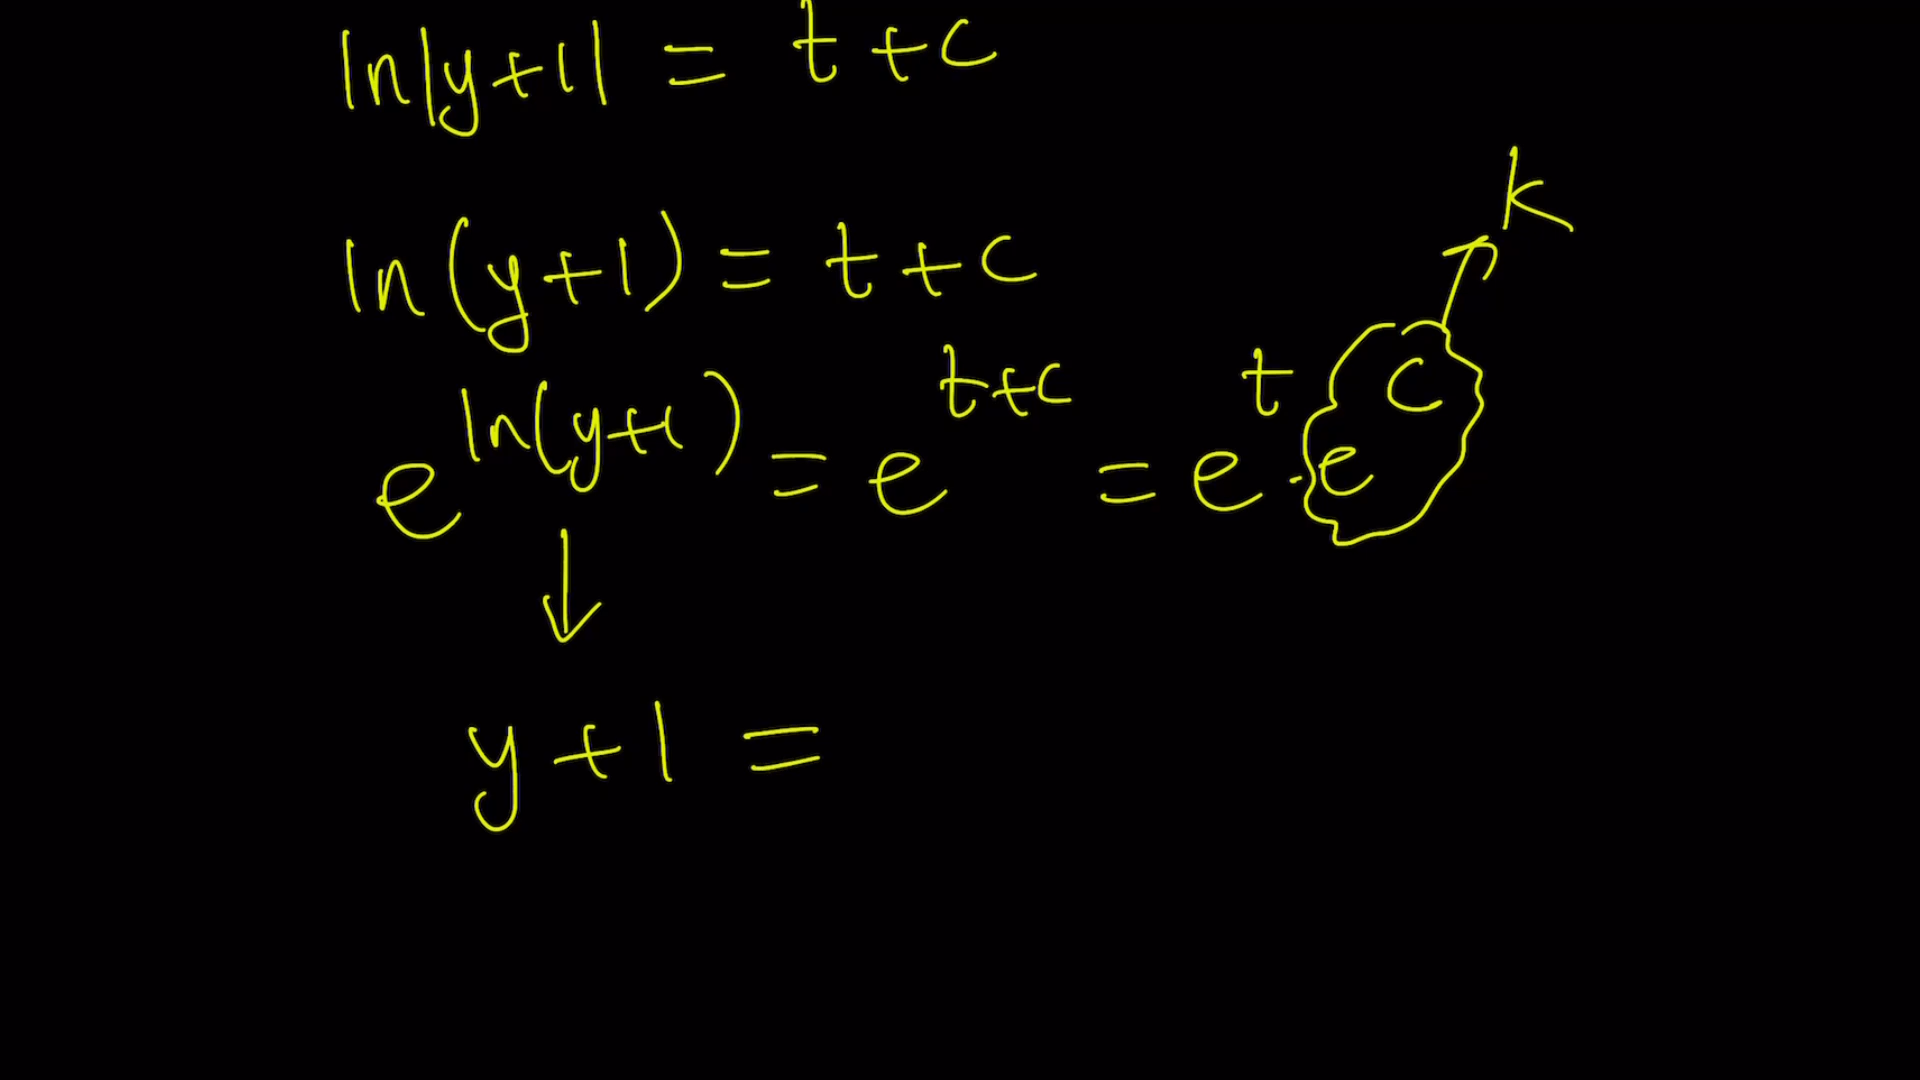 ln|y+1| = t+c
k
ln(y+1) = t+c
e^{ln(y+1)} = e^{t+c} = e^t · e^c
y+1 =